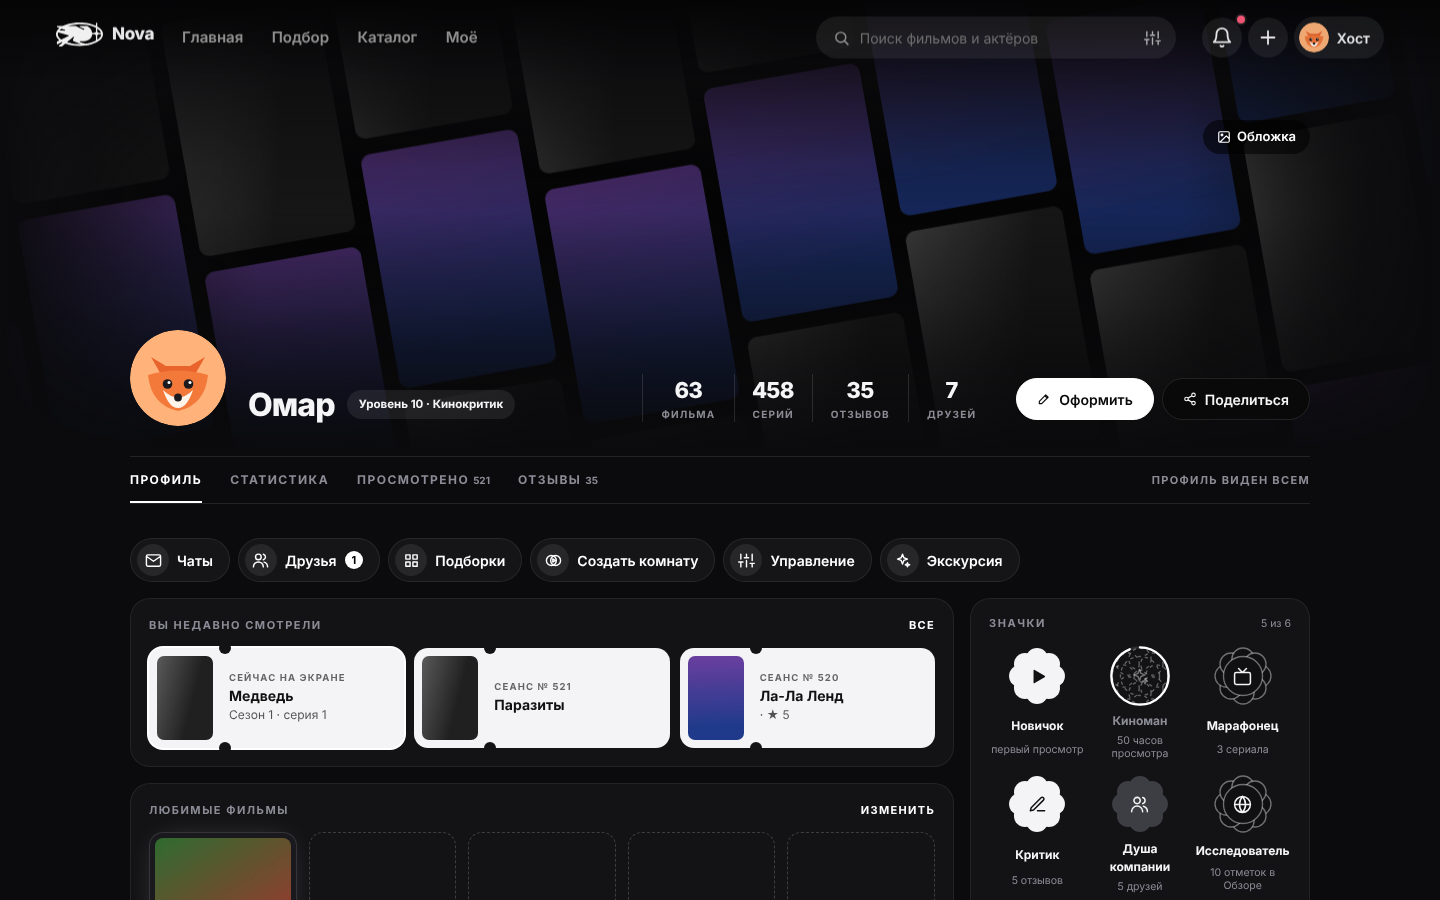 Nova
Главная
Подбор
Каталог
Моё
Поиск фильмов и актёров
Хост
Обложка
Омар
Уровень 10 · Кинокритик
63
ФИЛЬМА
458
СЕРИЙ
35
ОТЗЫВОВ
7
ДРУЗЕЙ
Оформить
Поделиться
ПРОФИЛЬ
СТАТИСТИКА
ПРОСМОТРЕНО 521
ОТЗЫВЫ 35
ПРОФИЛЬ ВИДЕН ВСЕМ
Чаты
Друзья 1
Подборки
Создать комнату
Управление
Экскурсия
ВЫ НЕДАВНО СМОТРЕЛИ
ВСЕ
СЕЙЧАС НА ЭКРАНЕ
Медведь
Сезон 1 · серия 1
СЕАНС № 521
Паразиты
СЕАНС № 520
Ла-Ла Ленд
· ★ 5
ЗНАЧКИ
5 из 6
Новичок
первый просмотр
Киноман
50 часов
просмотра
Марафонец
3 сериала
Критик
5 отзывов
Душа
компании
5 друзей
Исследователь
10 отметок в
Обзоре
ЛЮБИМЫЕ ФИЛЬМЫ
ИЗМЕНИТЬ